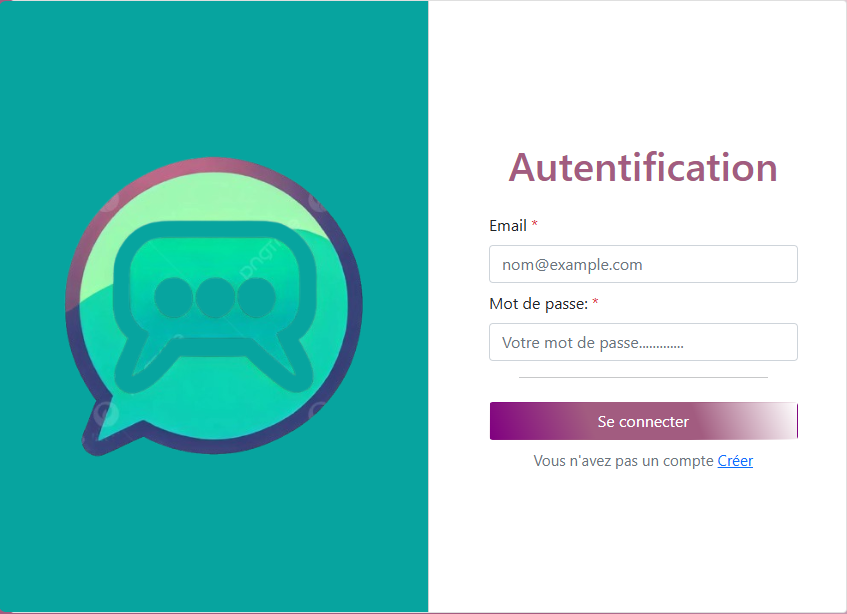 Autentification
Email *
nom@example.com
Mot de passe: *
Votre mot de passe.............
Se connecter
Vous n'avez pas un compte Créer